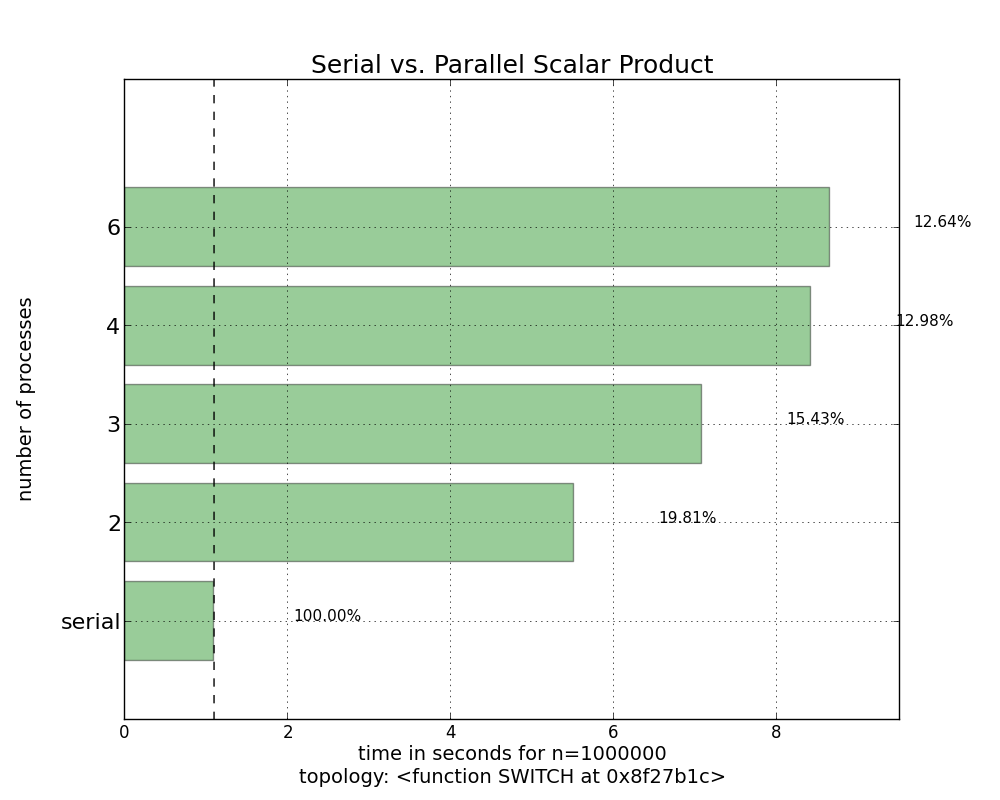 Serial vs. Parallel Scalar Product
6
12.64%
4
12.98%
3
15.43%
2
19.81%
serial
100.00%
number of processes
0 2 4 6 8
time in seconds for n=1000000
topology: <function SWITCH at 0x8f27b1c>